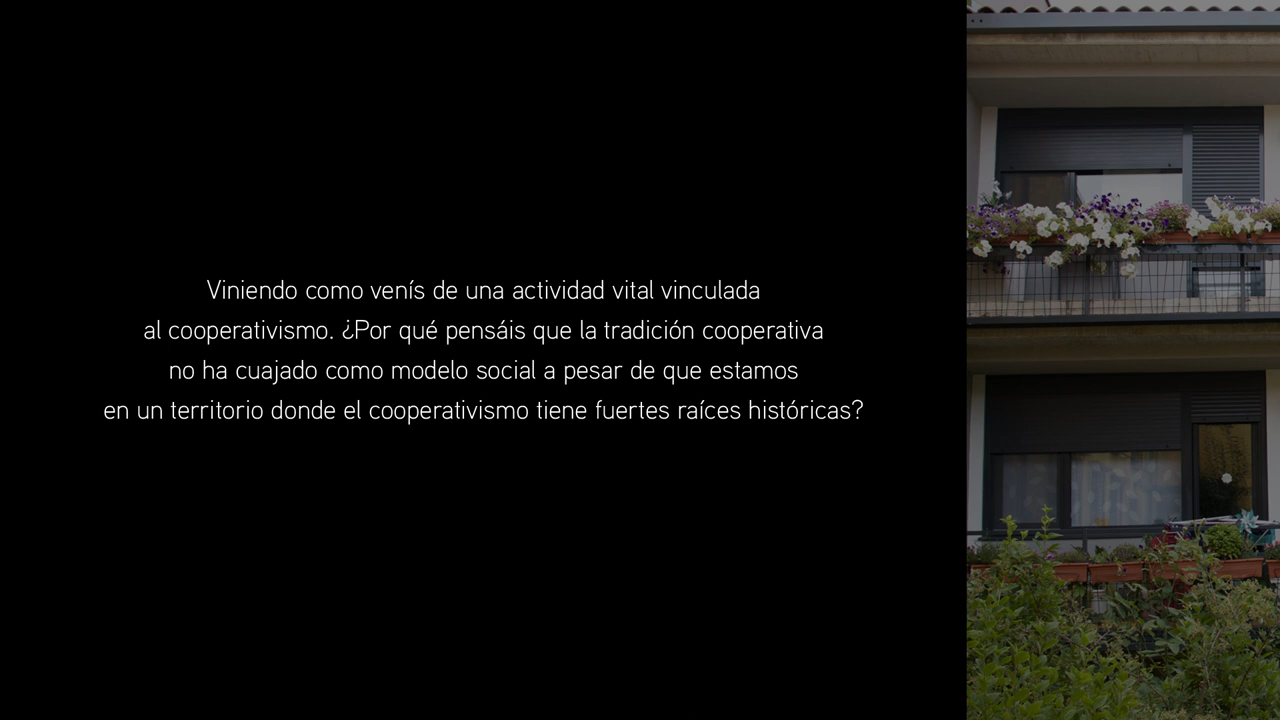 Viniendo como venís de una actividad vital vinculada
al cooperativismo. ¿Por qué pensáis que la tradición cooperativa
no ha cuajado como modelo social a pesar de que estamos
en un territorio donde el cooperativismo tiene fuertes raíces históricas?